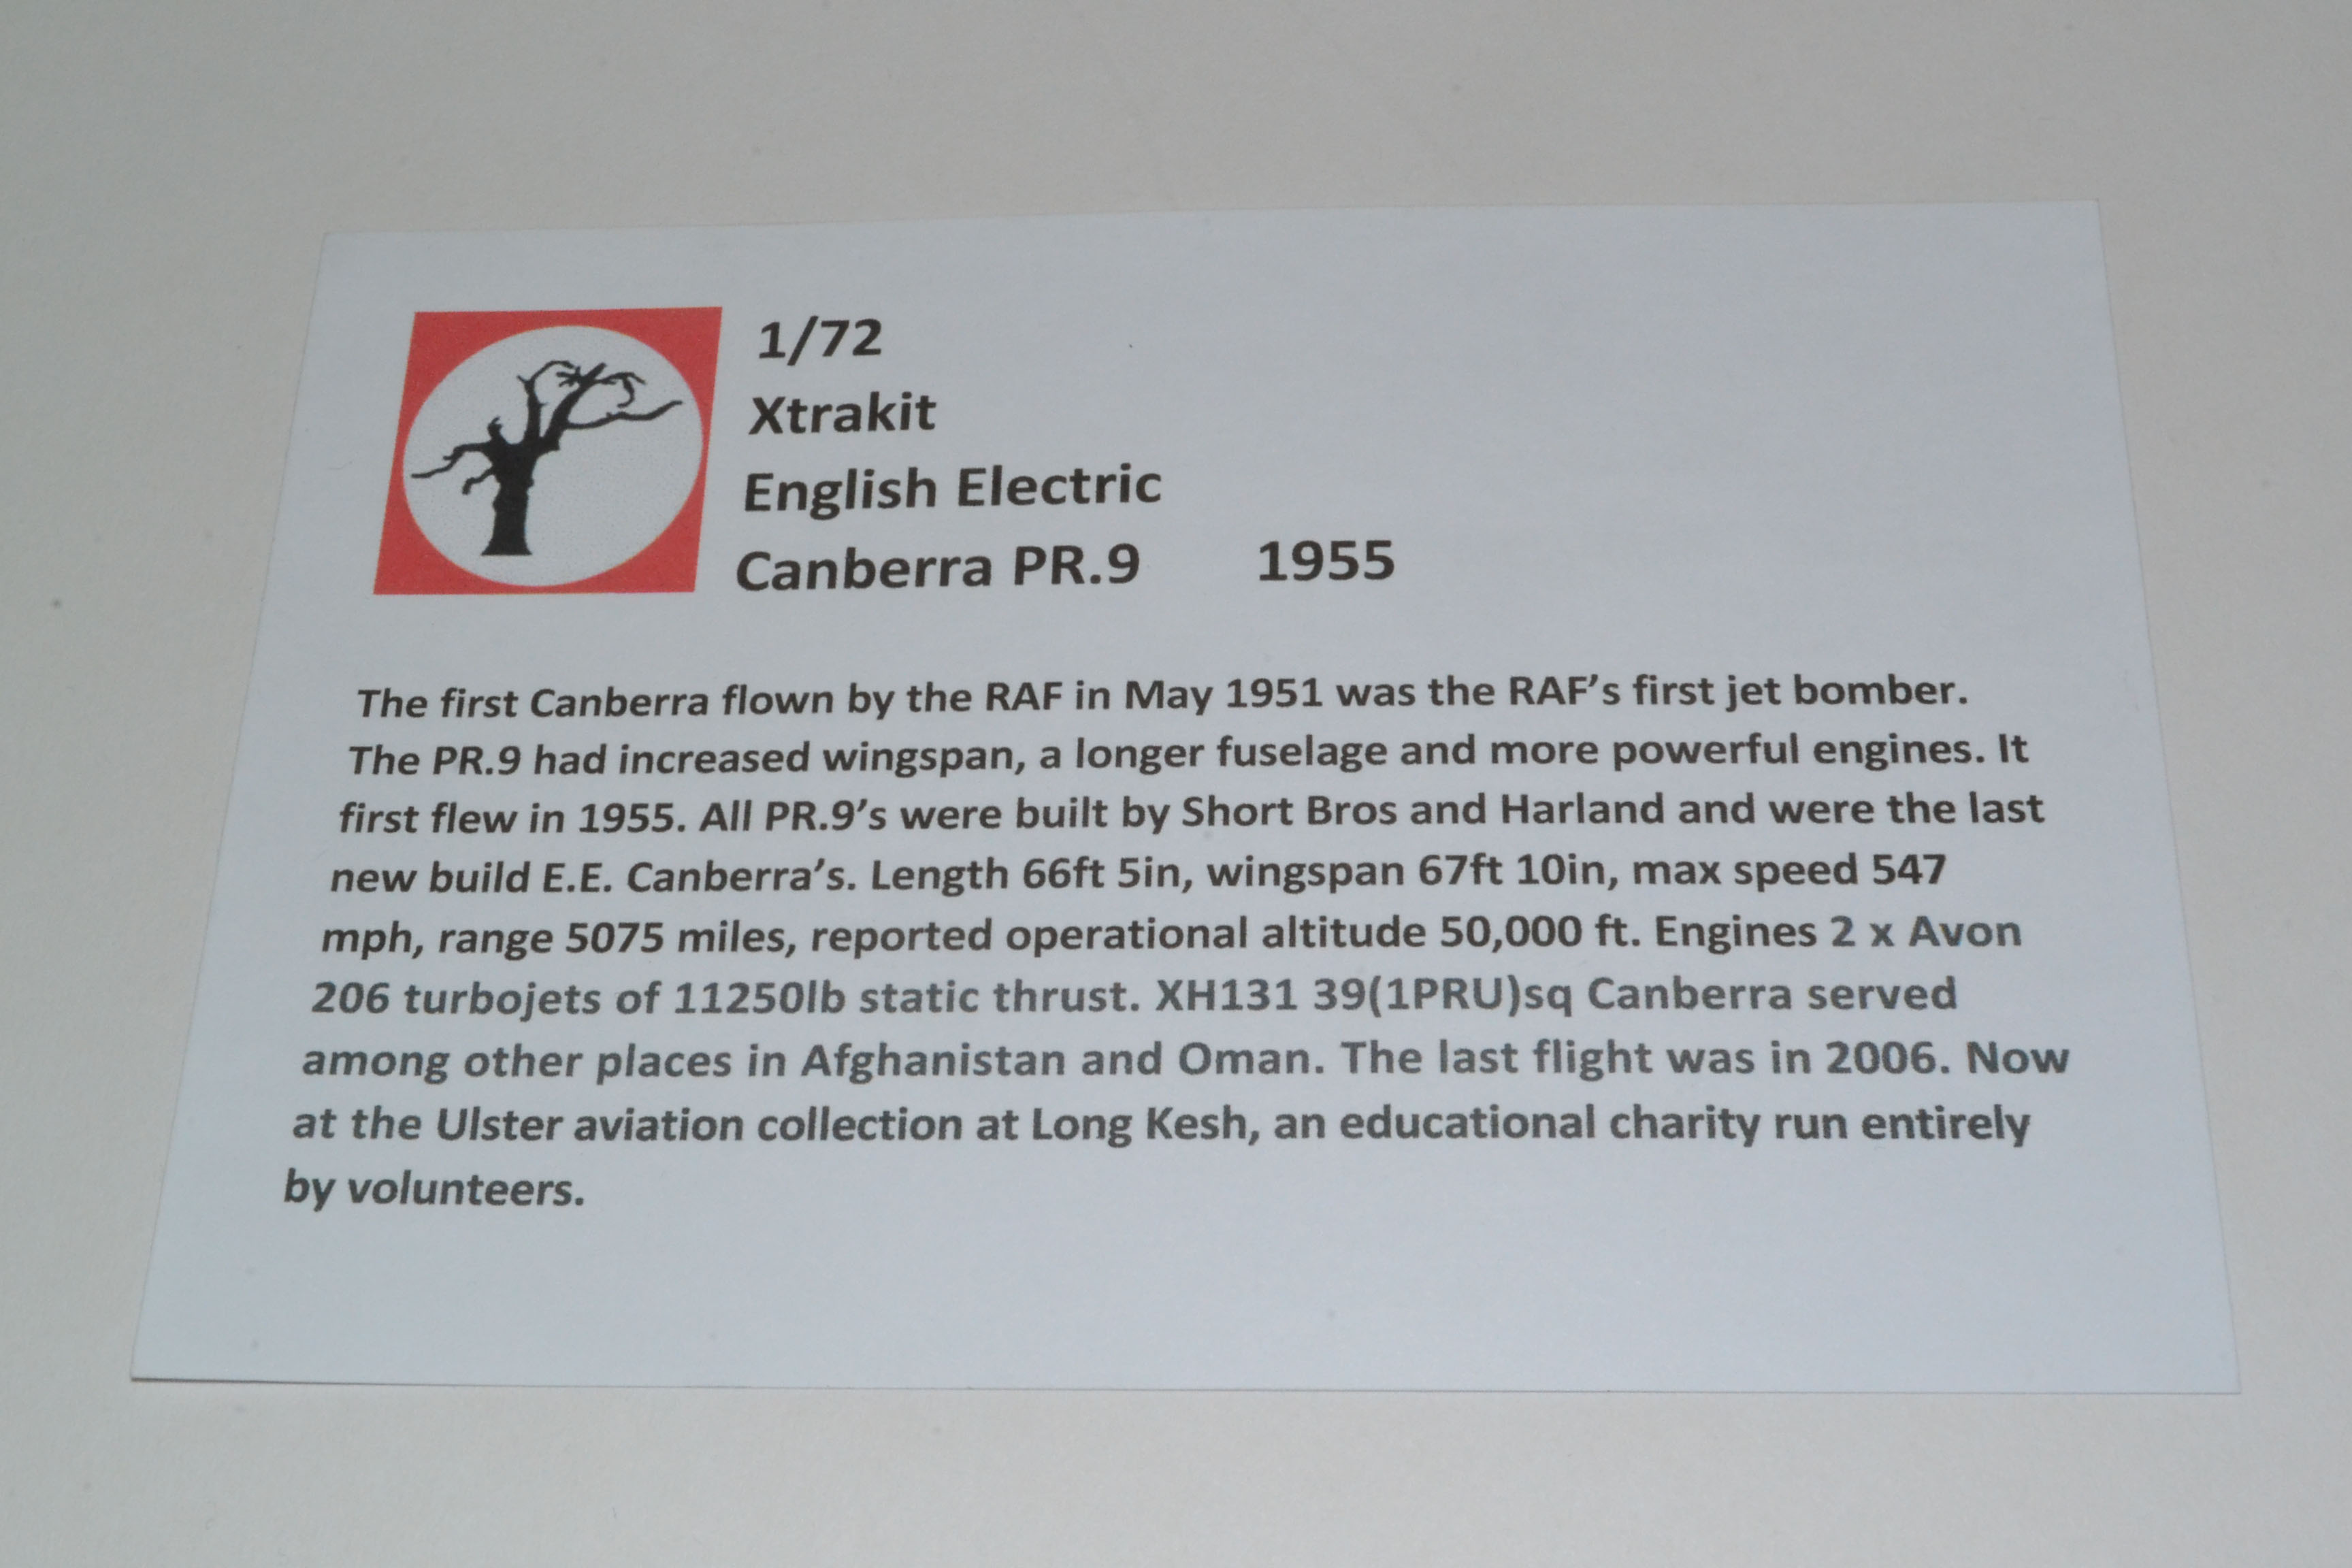 1/72
Xtrakit
English Electric
Canberra PR.9 1955
The first Canberra flown by the RAF in May 1951 was the RAF’s first jet bomber.
The PR.9 had increased wingspan, a longer fuselage and more powerful engines. It
first flew in 1955. All PR.9’s were built by Short Bros and Harland and were the last
new build E.E. Canberra’s. Length 66ft 5in, wingspan 67ft 10in, max speed 547
mph, range 5075 miles, reported operational altitude 50,000 ft. Engines 2 x Avon
206 turbojets of 11250lb static thrust. XH131 39(1PRU)sq Canberra served
among other places in Afghanistan and Oman. The last flight was in 2006. Now
at the Ulster aviation collection at Long Kesh, an educational charity run entirely
by volunteers.